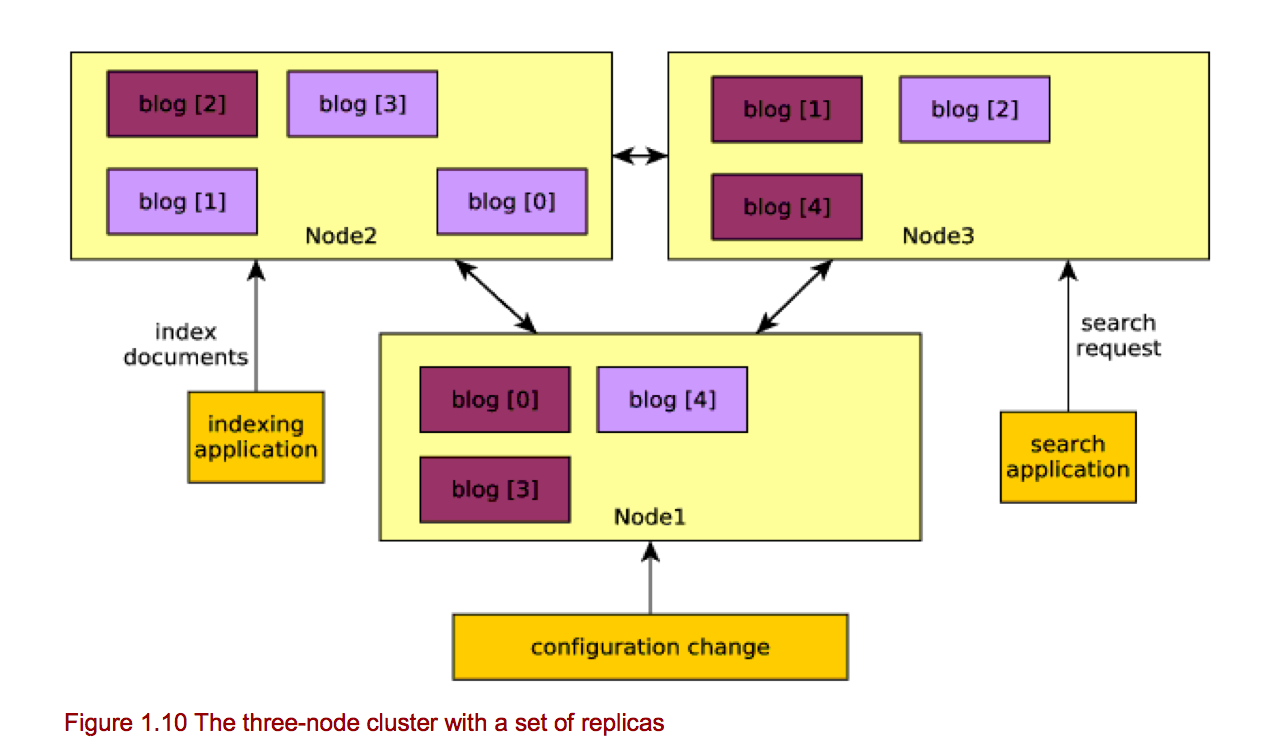 blog [2]
blog [3]
blog [1]
blog [0]
Node2
blog [1]
blog [2]
blog [4]
Node3
index
documents
search
request
blog [0]
blog [4]
blog [3]
Node1
indexing
application
search
application
configuration change
Figure 1.10 The three-node cluster with a set of replicas